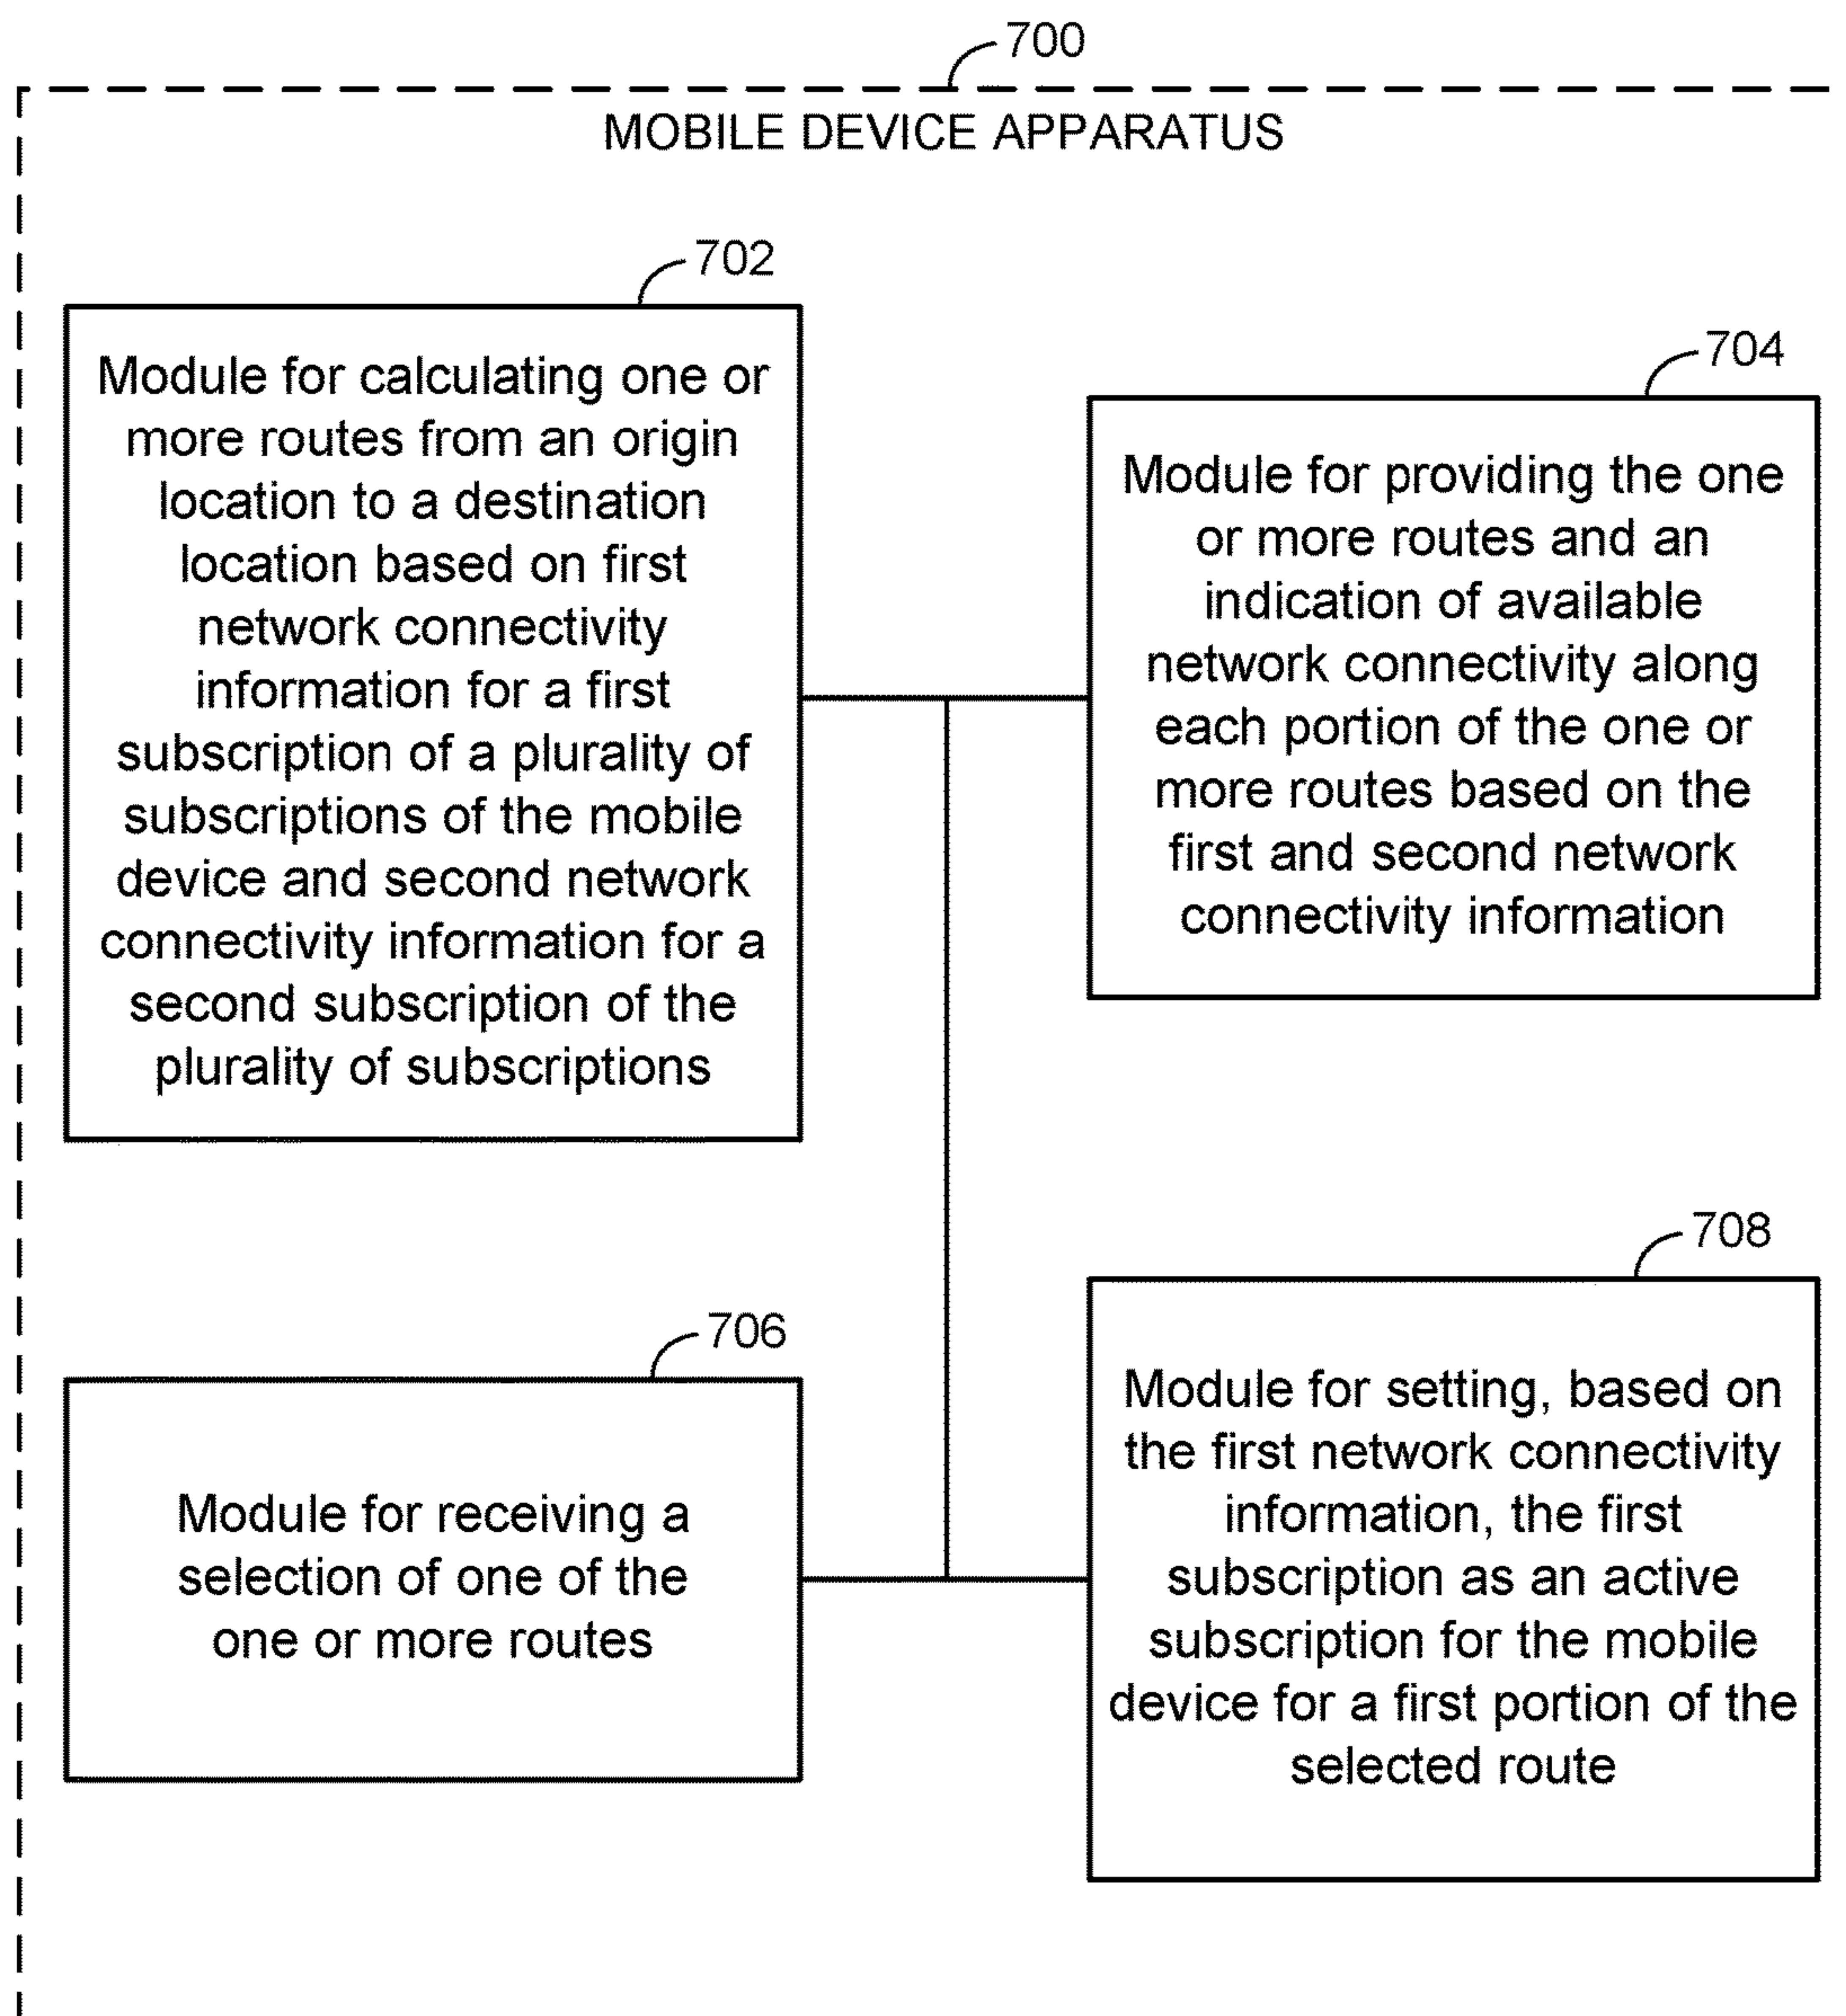 700
MOBILE DEVICE APPARATUS
702
Module for calculating one or
more routes from an origin
location to a destination
location based on first
network connectivity
information for a first
subscription of a plurality of
subscriptions of the mobile
device and second network
connectivity information for a
second subscription of the
plurality of subscriptions
704
Module for providing the one
or more routes and an
indication of available
network connectivity along
each portion of the one or
more routes based on the
first and second network
connectivity information
706
Module for receiving a
selection of one of the
one or more routes
708
Module for setting, based on
the first network connectivity
information, the first
subscription as an active
subscription for the mobile
device for a first portion of the
selected route